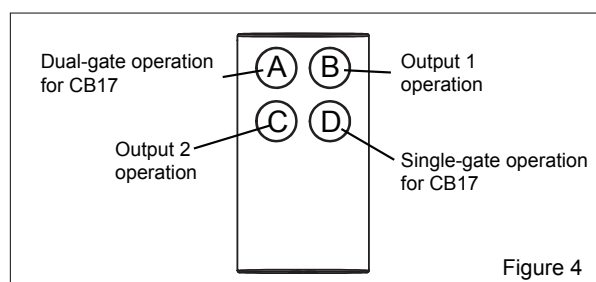 Dual-gate operation
for CB17
A
B
Output 1
operation
C
D
Output 2
operation
Single-gate operation
for CB17
Figure 4